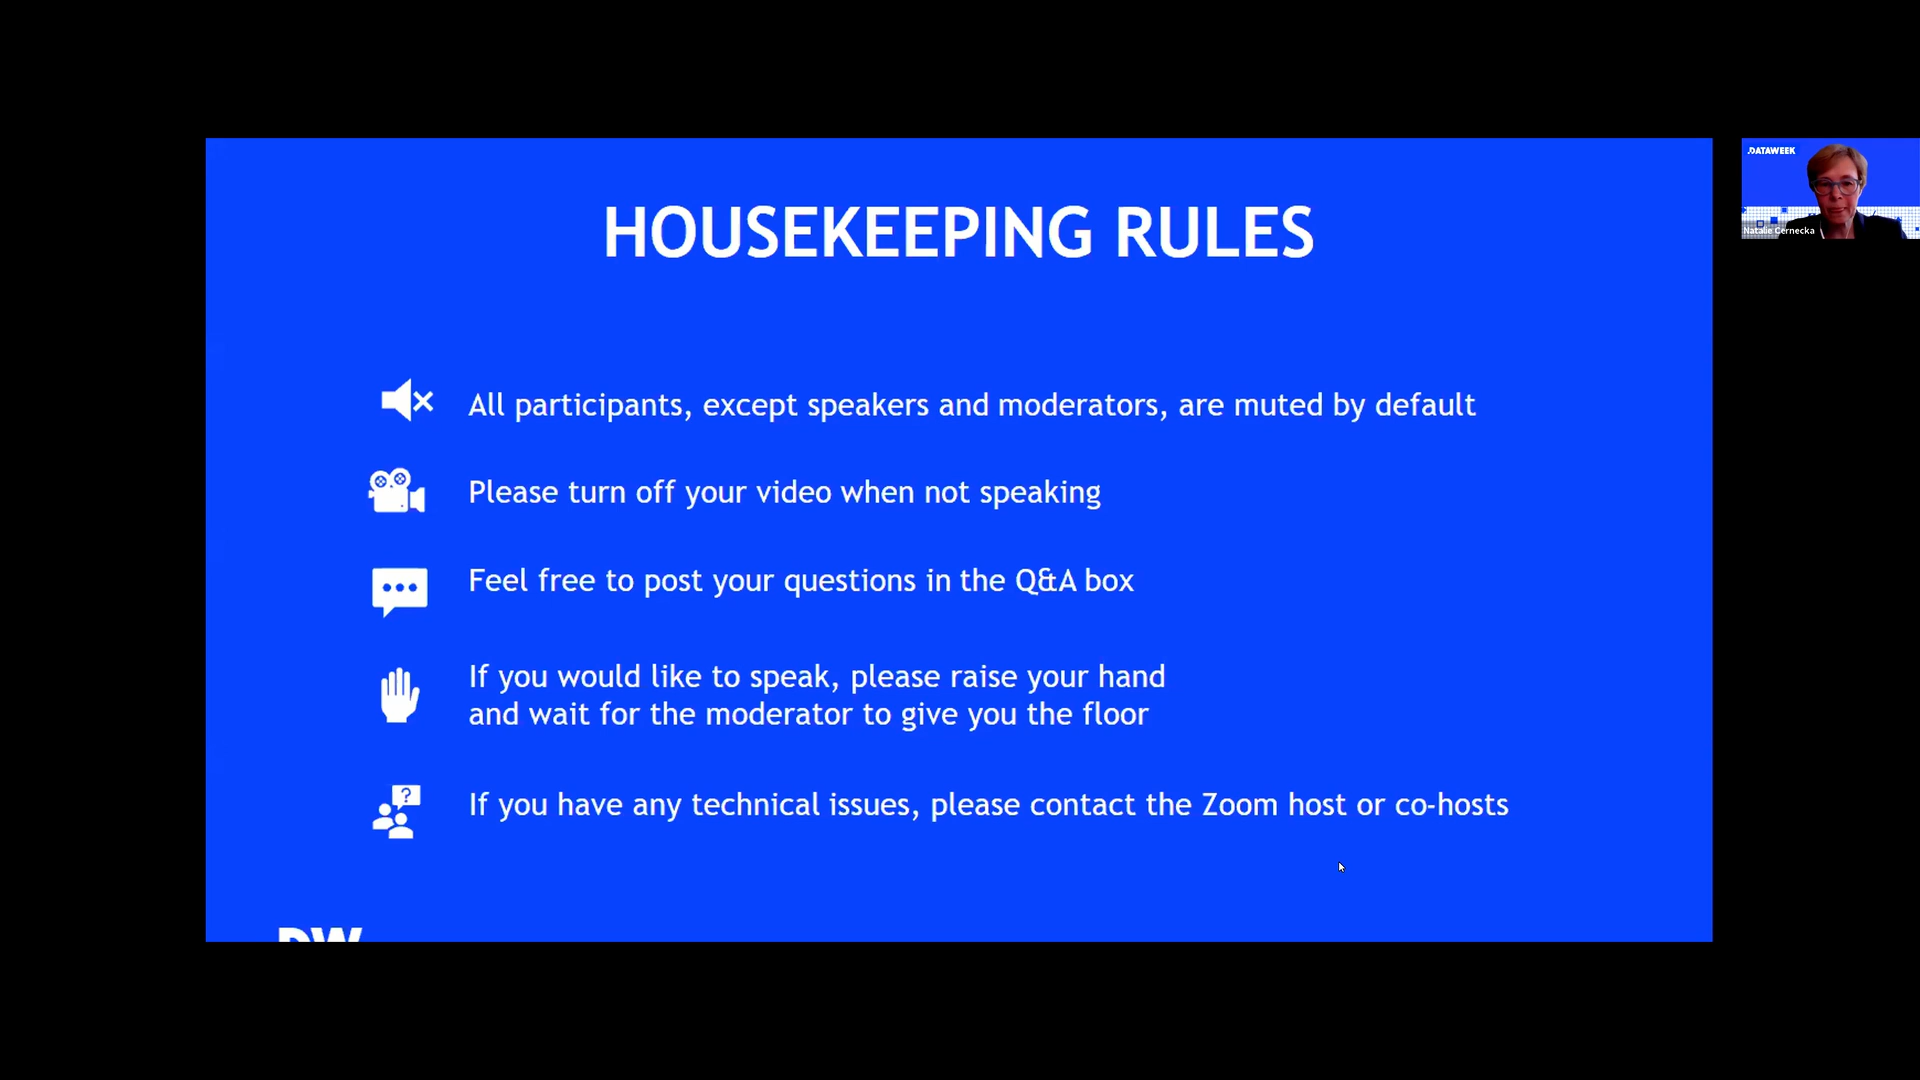 HOUSEKEEPING RULES
All participants, except speakers and moderators, are muted by default
Please turn off your video when not speaking
Feel free to post your questions in the Q&A box
If you would like to speak, please raise your hand
and wait for the moderator to give you the floor
?
If you have any technical issues, please contact the Zoom host or co-hosts
DW
.DATAWEEK
Natalie Cernecka